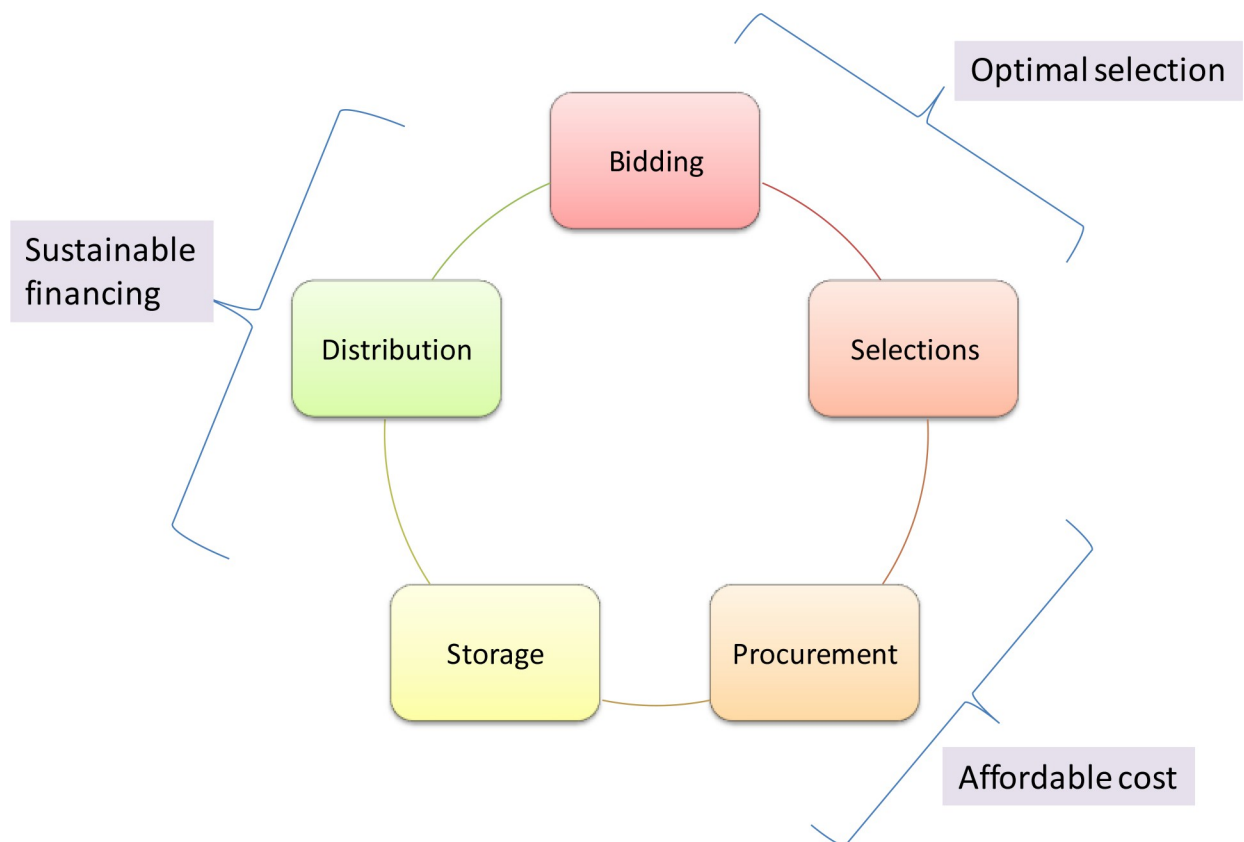 Optimal selection
Bidding
Sustainable
financing
Distribution
Selections
Storage
Procurement
Affordable cost